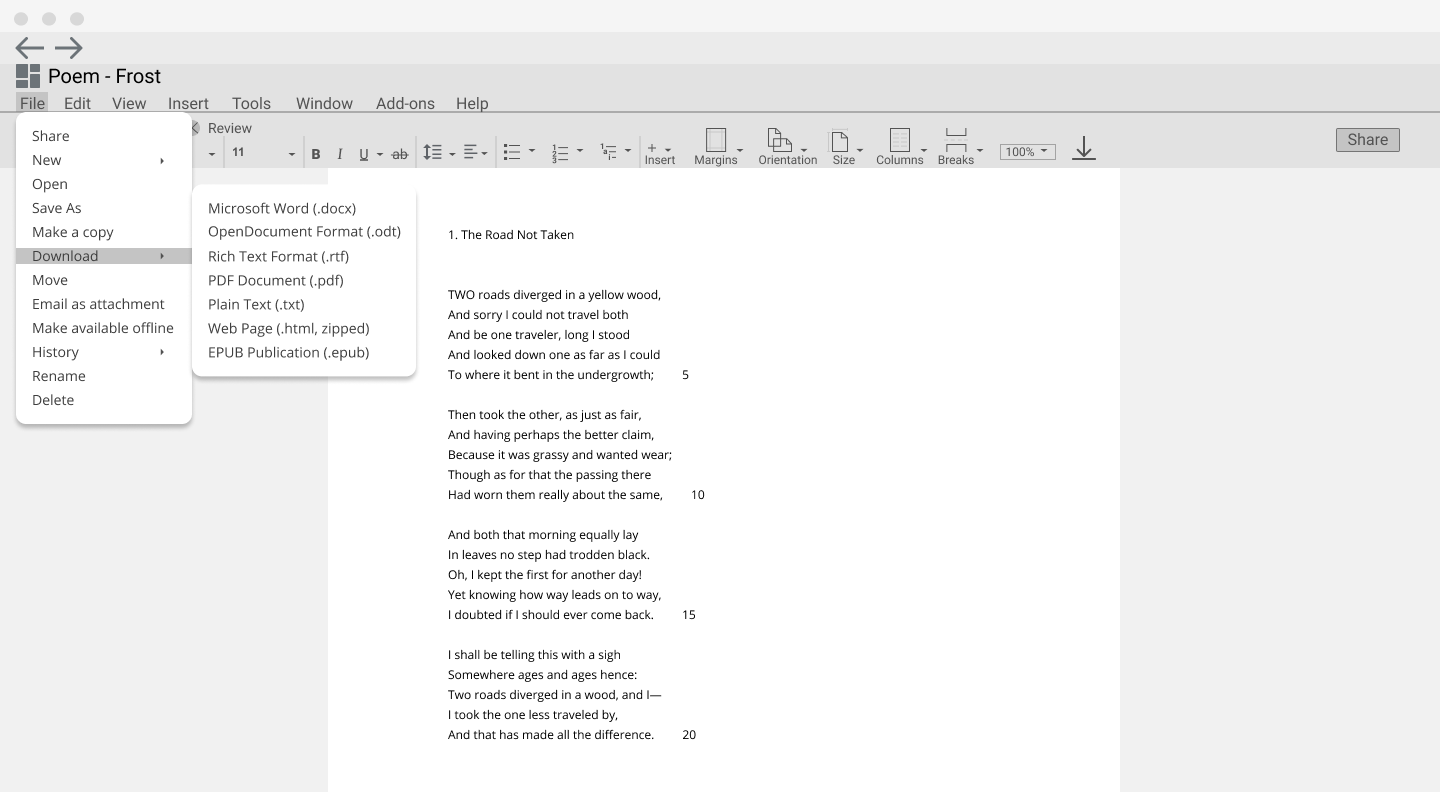 Poem - Frost
File Edit View Insert Tools Window Add-ons Help
Review
11 B I U ab Insert Margins Orientation Size Columns Breaks 100% Share
Share
New
Open
Save As
Make a copy
Download
Move
Email as attachment
Make available offline
History
Rename
Delete
Microsoft Word (.docx)
OpenDocument Format (.odt)
Rich Text Format (.rtf)
PDF Document (.pdf)
Plain Text (.txt)
Web Page (.html, zipped)
EPUB Publication (.epub)
1. The Road Not Taken
TWO roads diverged in a yellow wood,
And sorry I could not travel both
And be one traveler, long I stood
And looked down one as far as I could
To where it bent in the undergrowth; 5
Then took the other, as just as fair,
And having perhaps the better claim,
Because it was grassy and wanted wear;
Though as for that the passing there
Had worn them really about the same, 10
And both that morning equally lay
In leaves no step had trodden black.
Oh, I kept the first for another day!
Yet knowing how way leads on to way,
I doubted if I should ever come back. 15
I shall be telling this with a sigh
Somewhere ages and ages hence:
Two roads diverged in a wood, and I—
I took the one less traveled by,
And that has made all the difference. 20